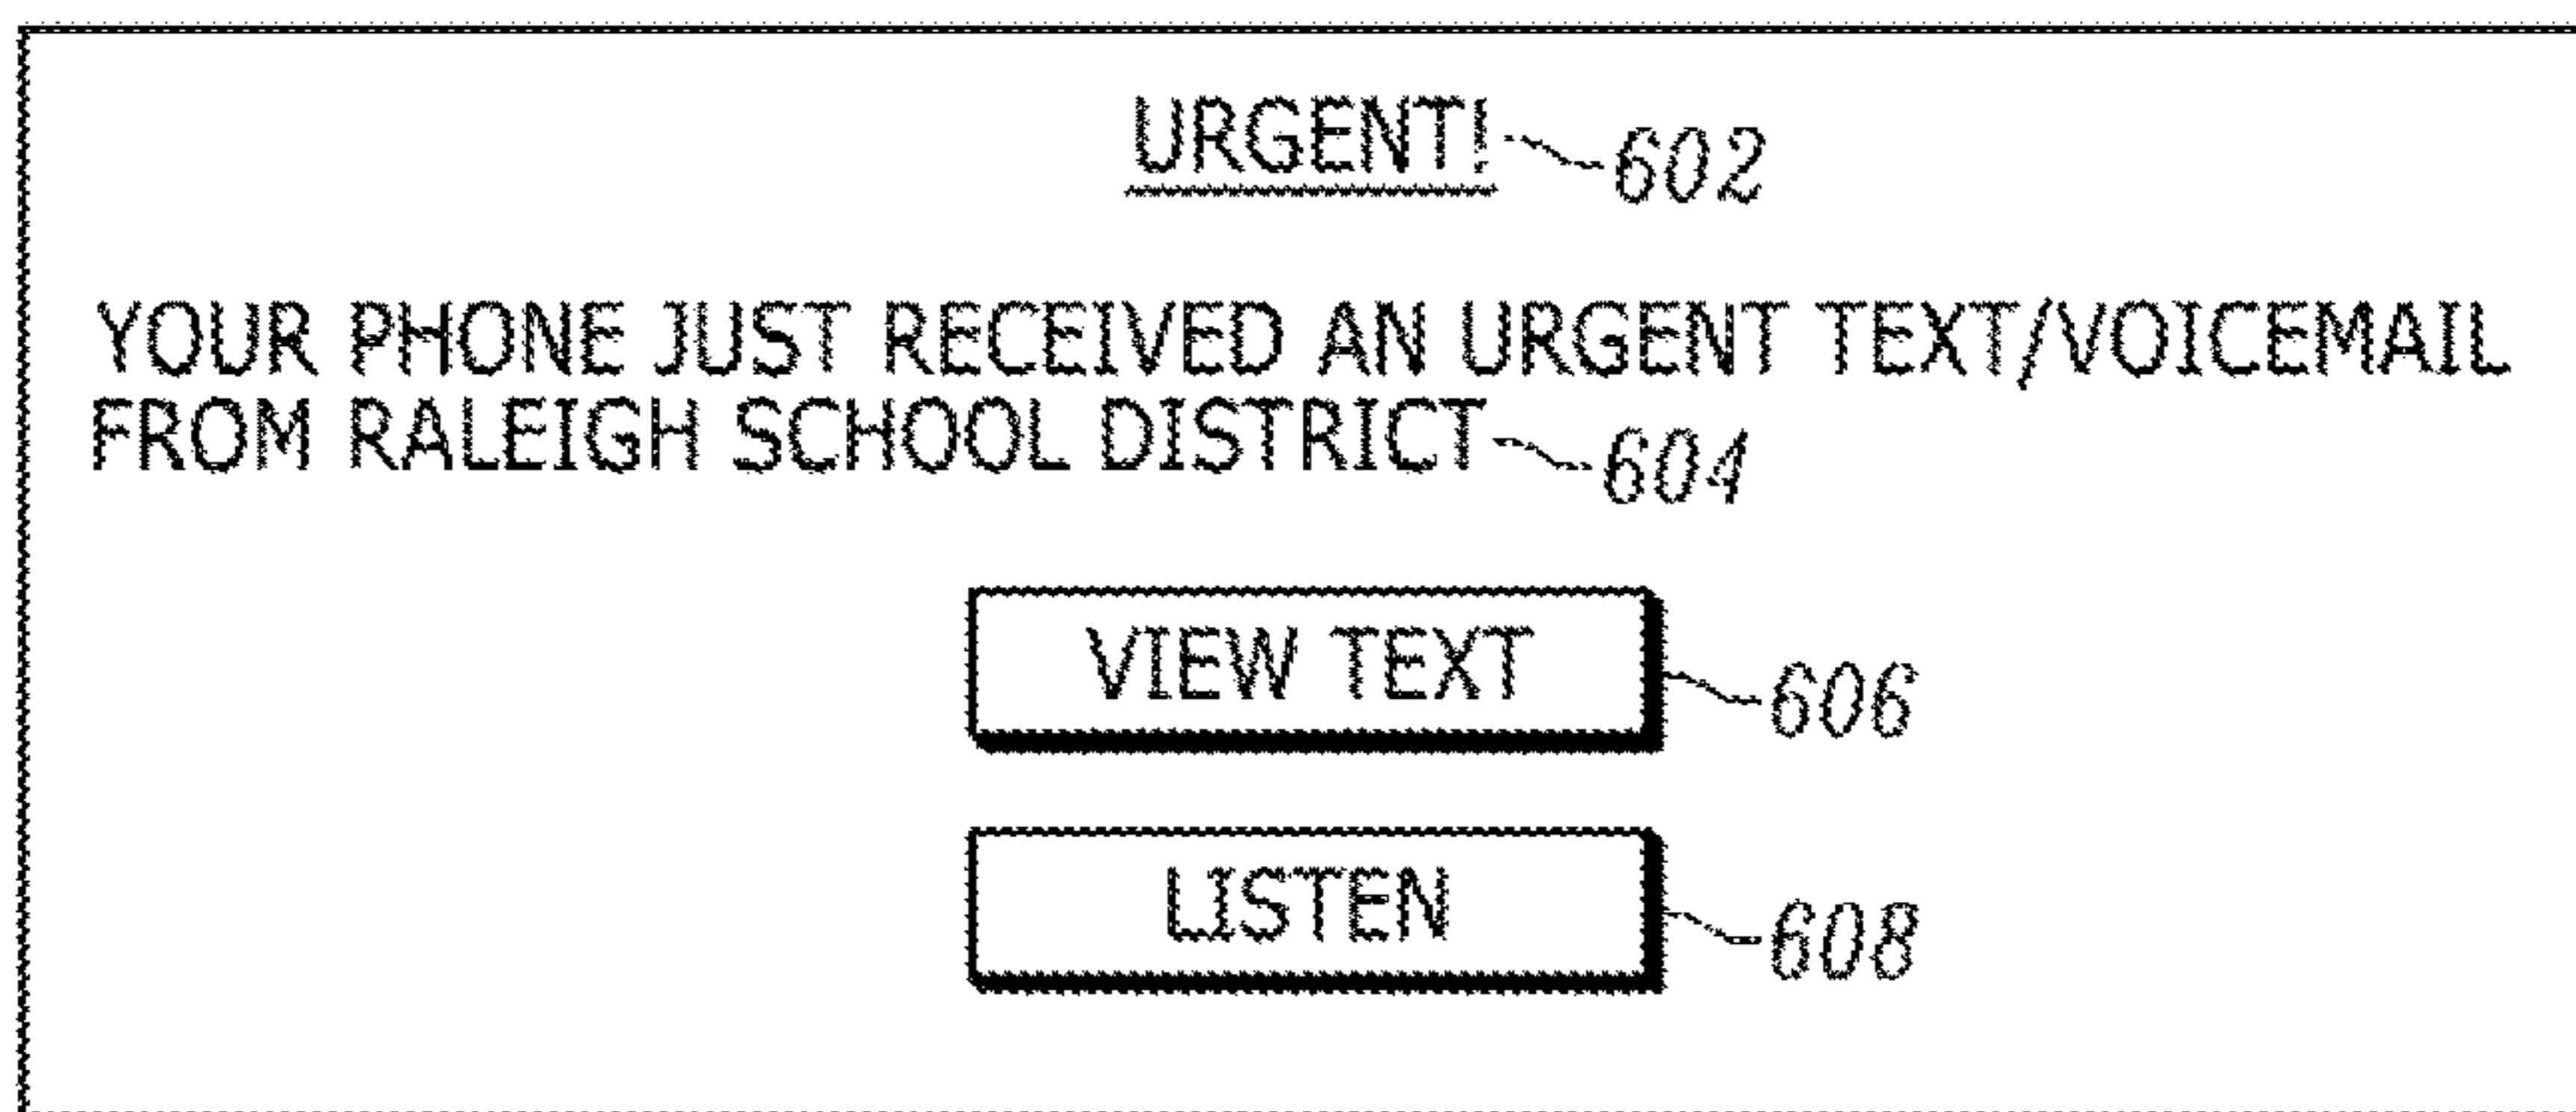 URGENT! 602
YOUR PHONE JUST RECEIVED AN URGENT TEXT/VOICEMAIL
FROM RALEIGH SCHOOL DISTRICT 604
VIEW TEXT 606
LISTEN 608